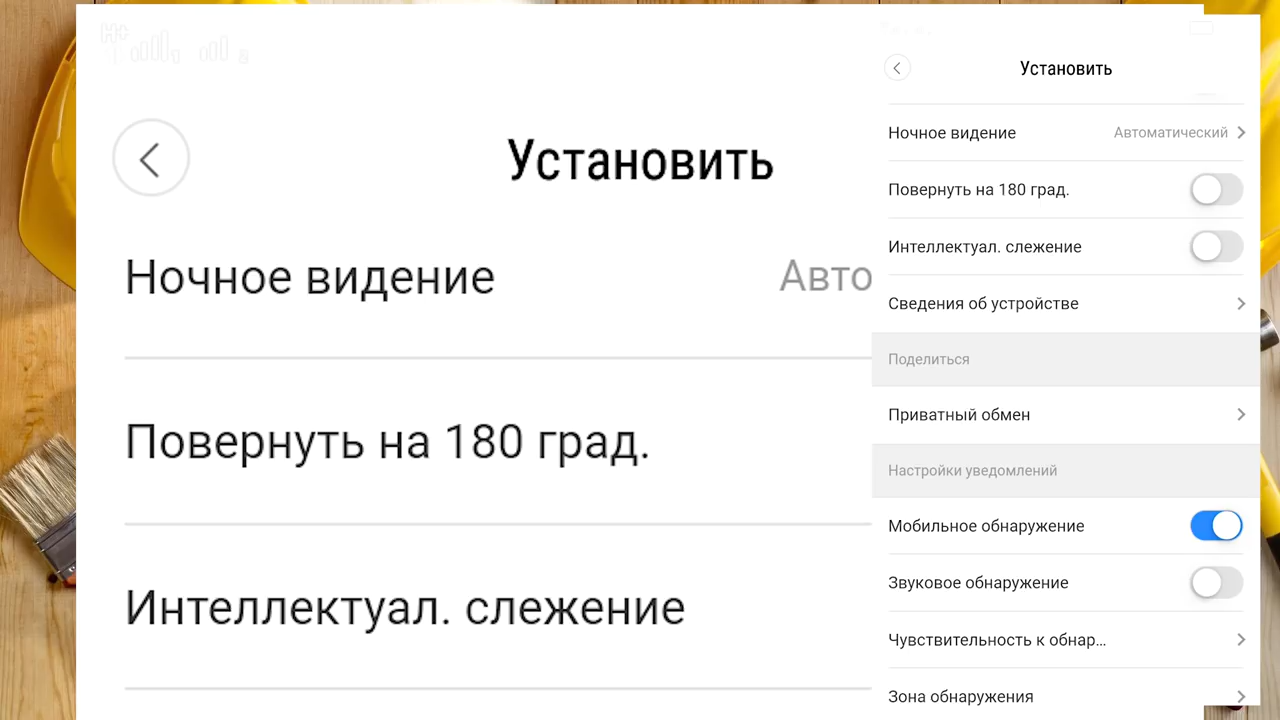 Установить
Ночное видение
Авто
Повернуть на 180 град.
Интеллектуал. слежение
Установить
Ночное видение
Автоматический
Повернуть на 180 град.
Интеллектуал. слежение
Сведения об устройстве
Поделиться
Приватный обмен
Настройки уведомлений
Мобильное обнаружение
Звуковое обнаружение
Чувствительность к обнар...
Зона обнаружения